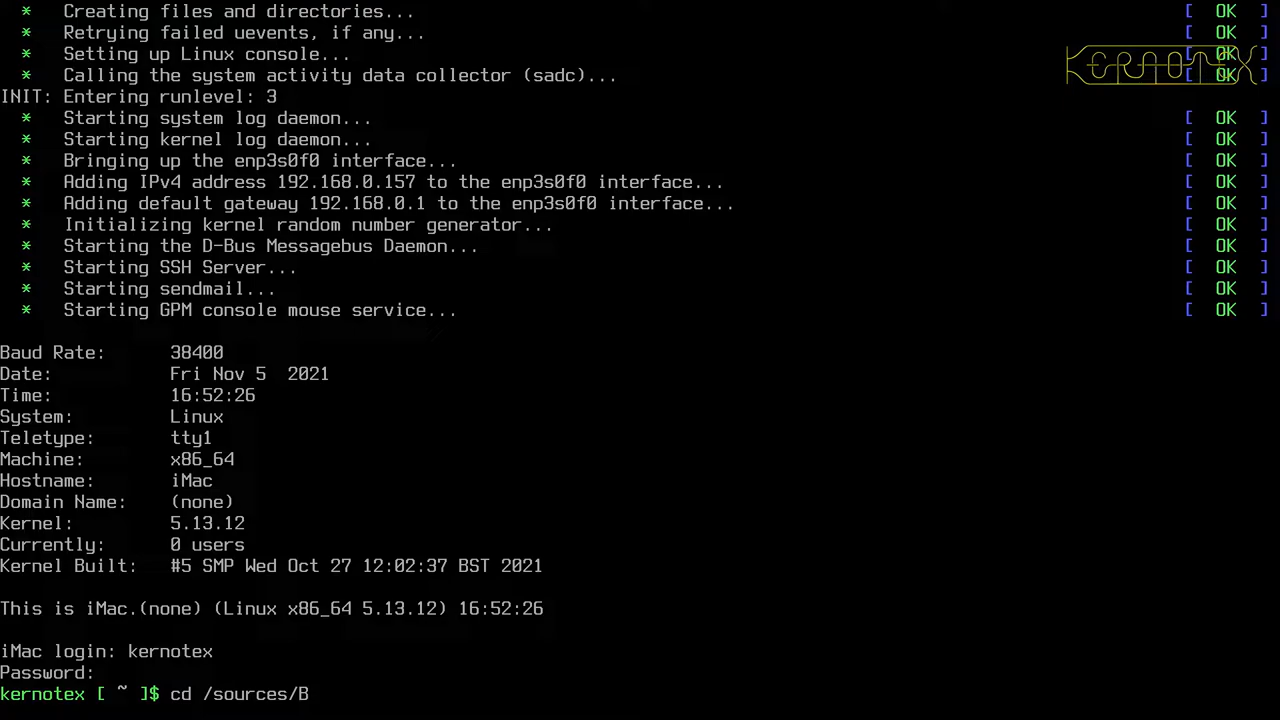 * Creating files and directories... [ OK ]
* Retrying failed uevents, if any... [ OK ]
* Setting up Linux console... [ OK ]
* Calling the system activity data collector (sadc)... [ OK ]
KERNOTEX
INIT: Entering runlevel: 3
* Starting system log daemon... [ OK ]
* Starting kernel log daemon... [ OK ]
* Bringing up the enp3s0f0 interface... [ OK ]
* Adding IPv4 address 192.168.0.157 to the enp3s0f0 interface... [ OK ]
* Adding default gateway 192.168.0.1 to the enp3s0f0 interface... [ OK ]
* Initializing kernel random number generator... [ OK ]
* Starting the D-Bus Messagebus Daemon... [ OK ]
* Starting SSH Server... [ OK ]
* Starting sendmail... [ OK ]
* Starting GPM console mouse service... [ OK ]
Baud Rate: 38400
Date: Fri Nov 5 2021
Time: 16:52:26
System: Linux
Teletype: tty1
Machine: x86_64
Hostname: iMac
Domain Name: (none)
Kernel: 5.13.12
Currently: 0 users
Kernel Built: #5 SMP Wed Oct 27 12:02:37 BST 2021
This is iMac.(none) (Linux x86_64 5.13.12) 16:52:26
iMac login: kernotex
Password:
kernotex [ ~ ]$ cd /sources/B